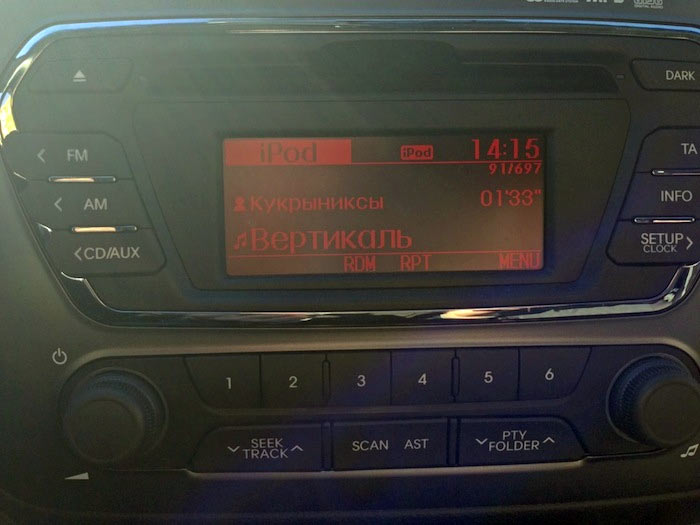 DARK
FM
AM
CD/AUX
TA
INFO
SETUP
CLOCK
iPod iPod 14:15
91/697
Кукрыниксы 01'33"
Вертикаль
RDM RPT MENU
1 2 3 4 5 6
SEEK
TRACK
SCAN AST
PTY
FOLDER